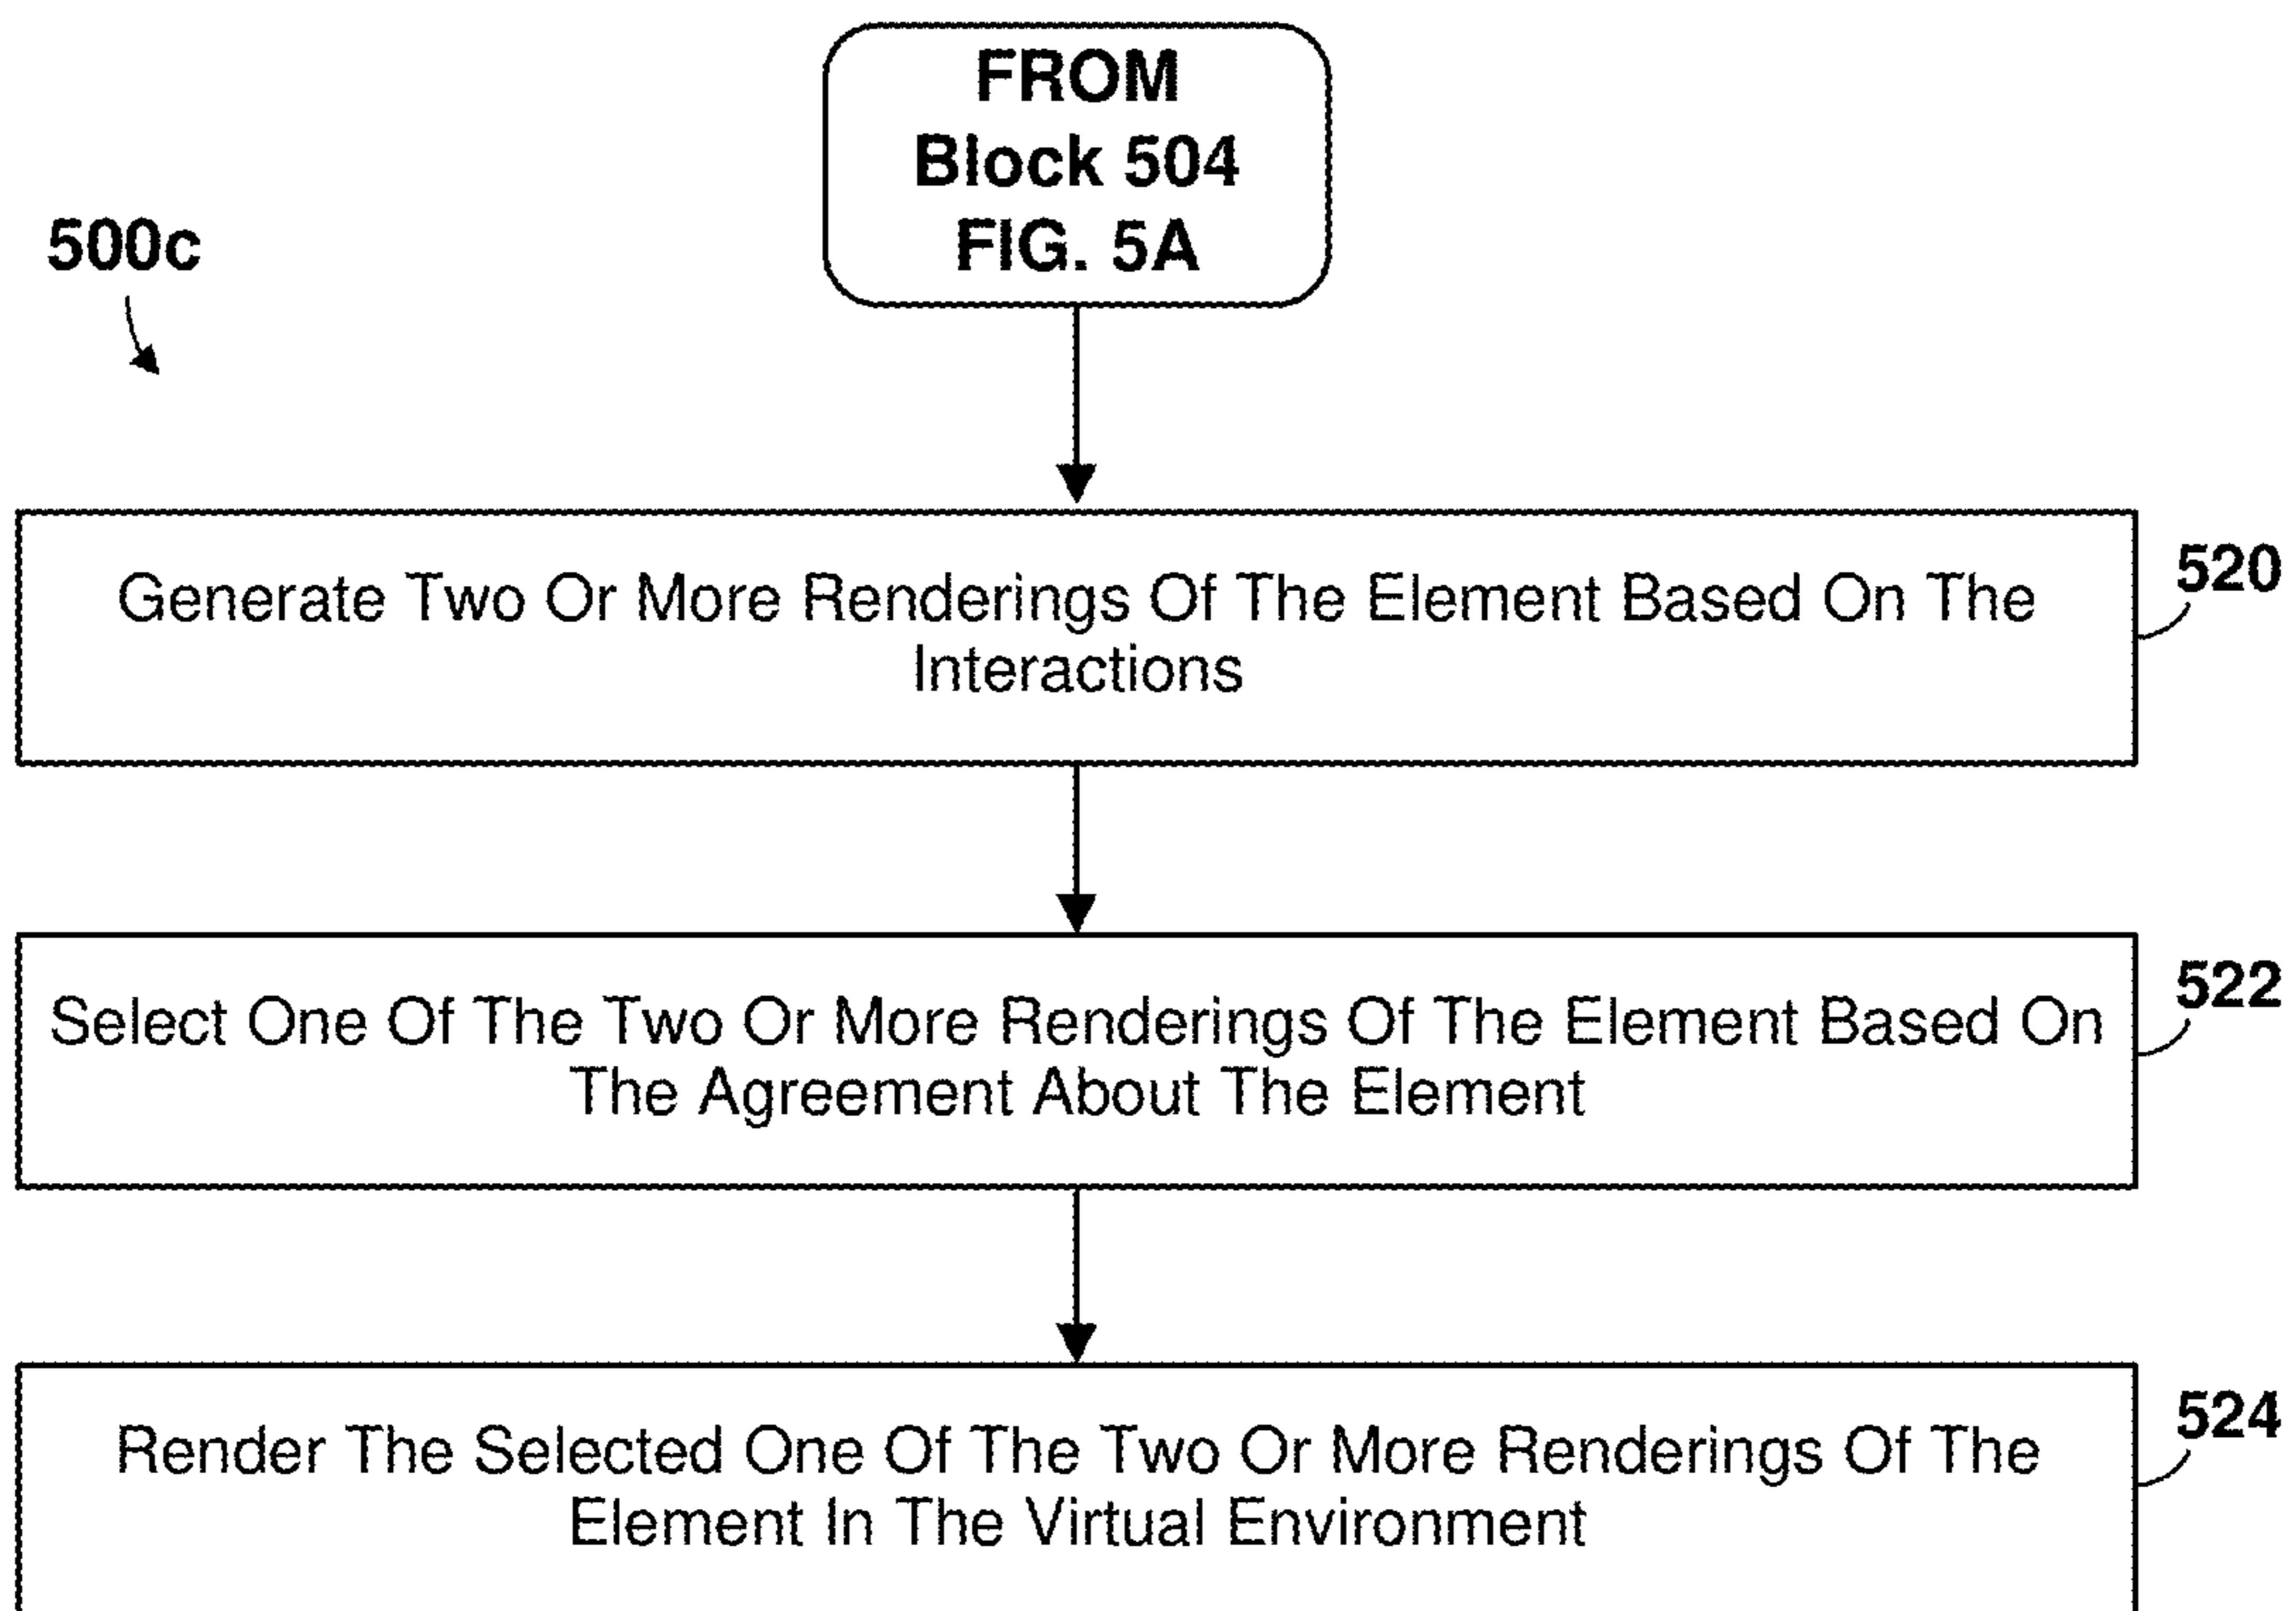 FROM
Block 504
FIG. 5A
500c
Generate Two Or More Renderings Of The Element Based On The
Interactions
520
Select One Of The Two Or More Renderings Of The Element Based On
The Agreement About The Element
522
Render The Selected One Of The Two Or More Renderings Of The
Element In The Virtual Environment
524